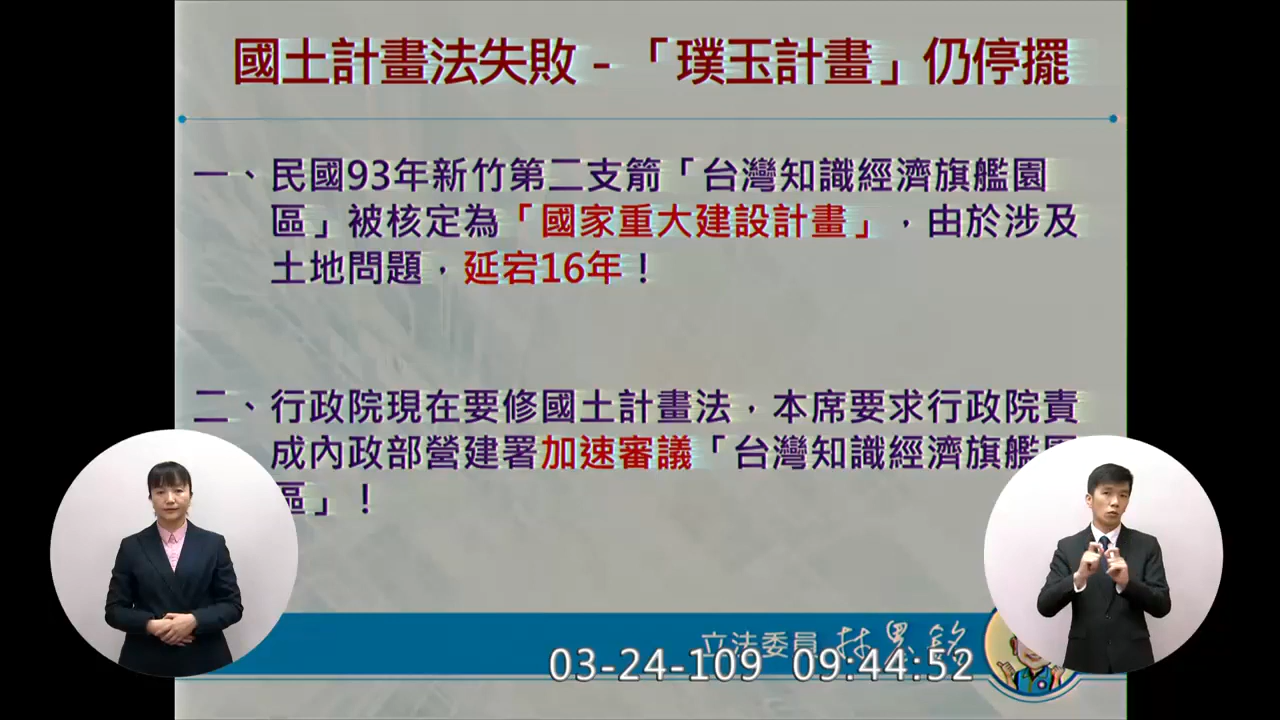 國土計畫法失敗-「璞玉計畫」仍停擺
一、民國93年新竹第二支箭「台灣知識經濟旗艦園
區」被核定為「國家重大建設計畫」，由於涉及
土地問題，延宕16年！
二、行政院現在要修國土計畫法，本席要求行政院責
成內政部營建署加速審議「台灣知識經濟旗艦園
區」！
立法委員 林思銘
03-24-109 09:44:52